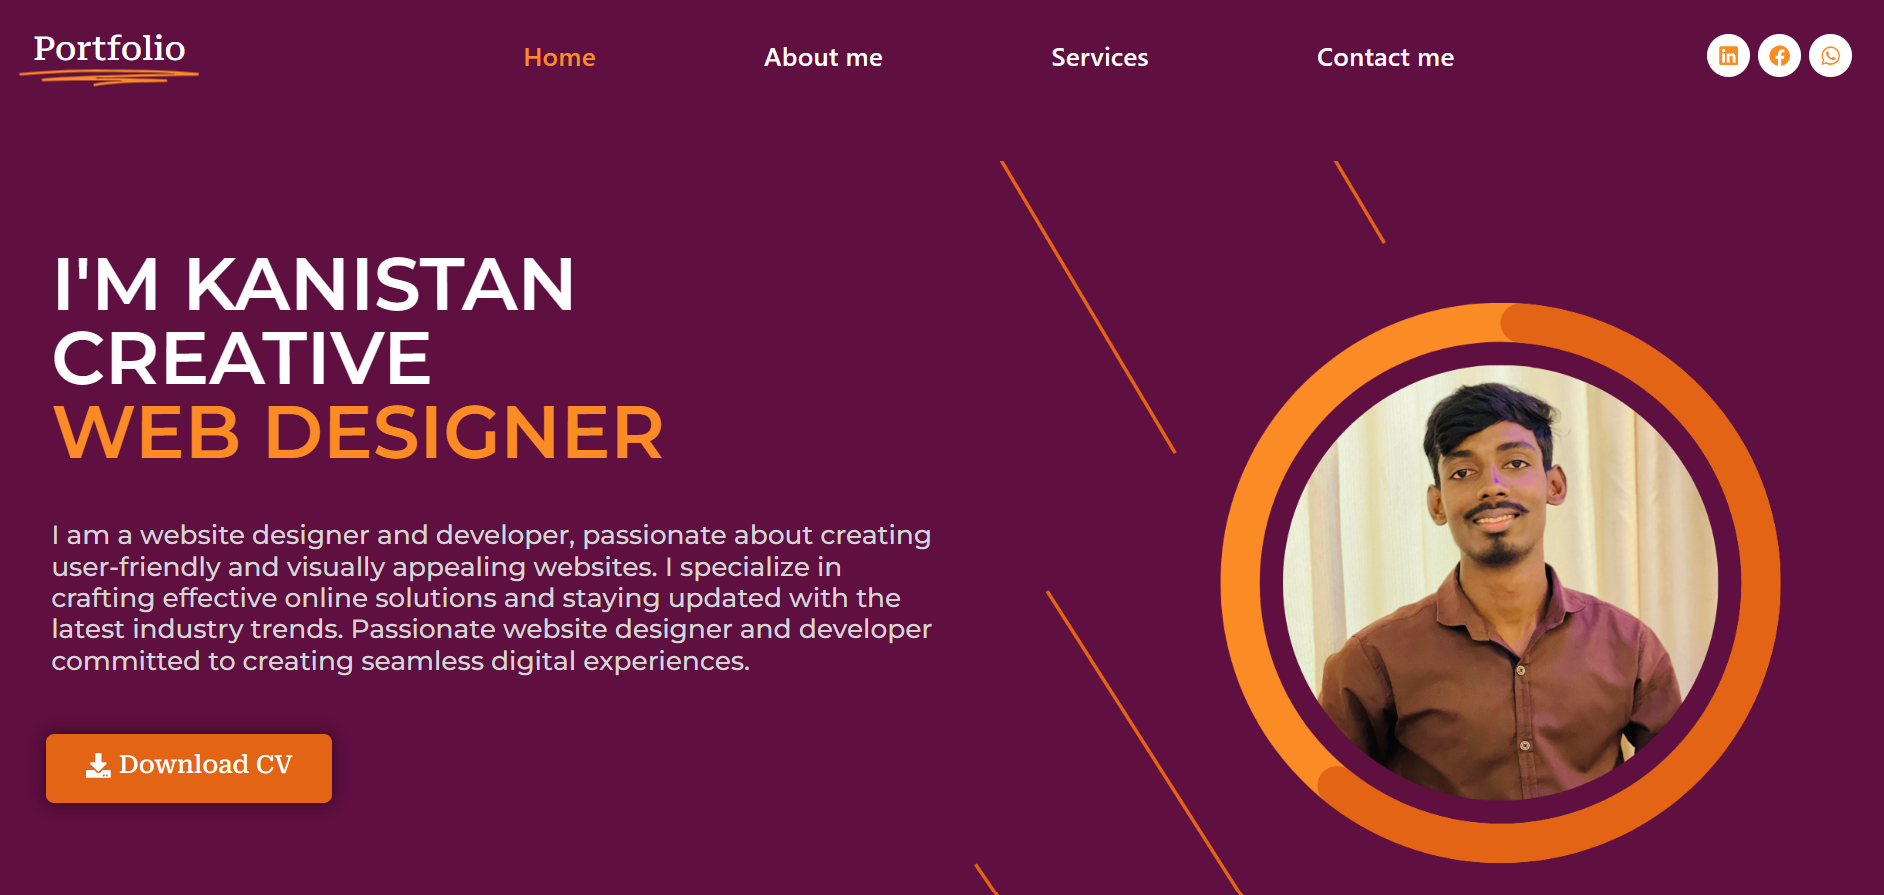 Portfolio
Home
About me
Services
Contact me
I'M KANISTAN
CREATIVE
WEB DESIGNER
I am a website designer and developer, passionate about creating
user-friendly and visually appealing websites. I specialize in
crafting effective online solutions and staying updated with the
latest industry trends. Passionate website designer and developer
committed to creating seamless digital experiences.
Download CV